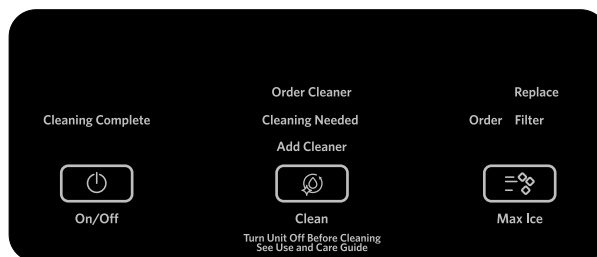 Order Cleaner
Replace
Cleaning Complete
Cleaning Needed
Order Filter
Add Cleaner
On/Off
Clean
Max Ice
Turn Unit Off Before Cleaning
See Use and Care Guide